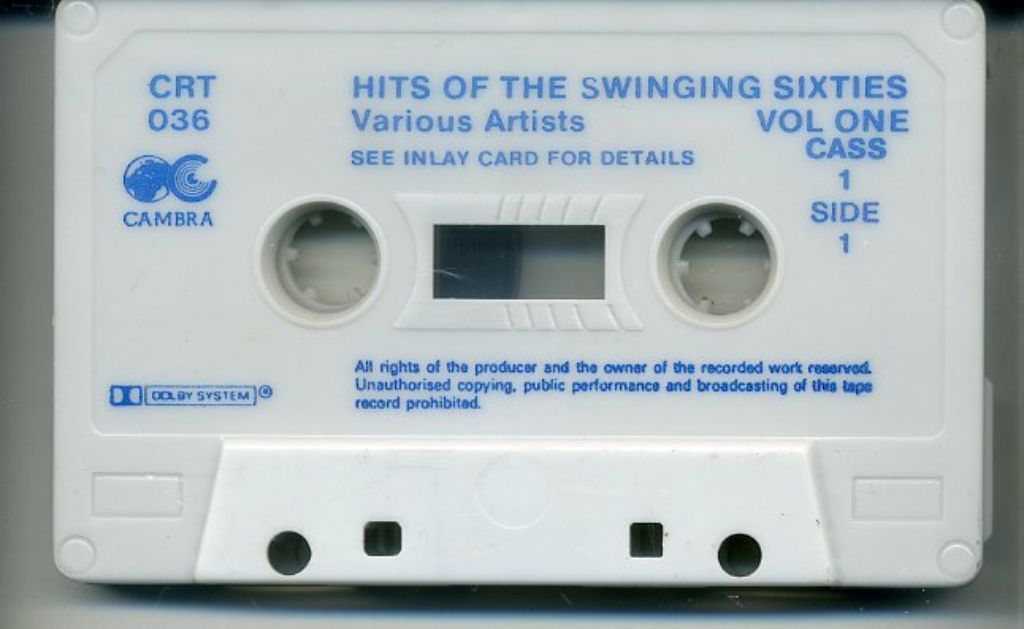 CRT
036
CAMBRA
HITS OF THE SWINGING SIXTIES
Various Artists
VOL ONE
SEE INLAY CARD FOR DETAILS
CASS
1
SIDE
1
DOLBY SYSTEM ®
All rights of the producer and the owner of the recorded work reserved.
Unauthorised copying, public performance and broadcasting of this tape
record prohibited.